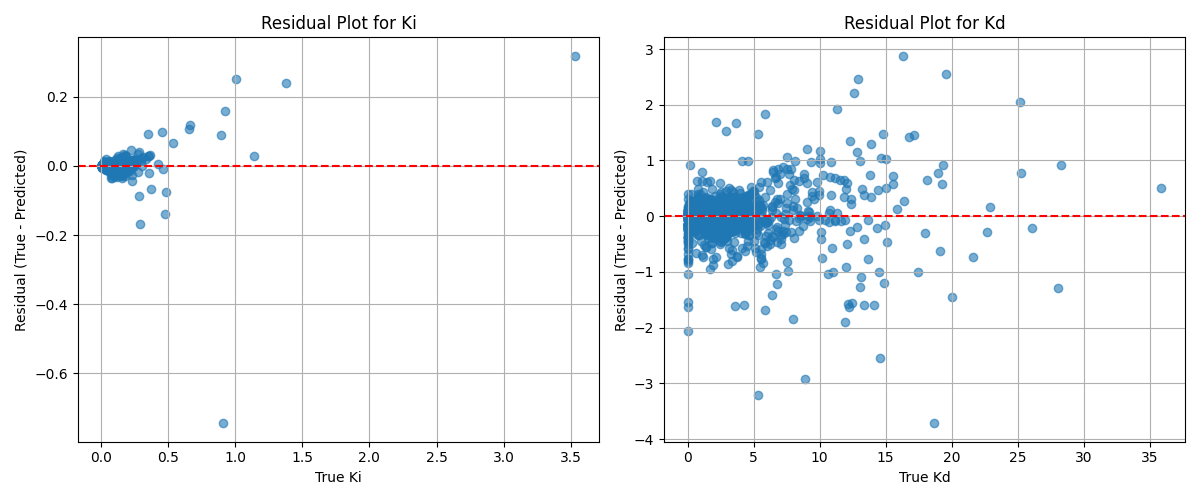 Residual Plot for Ki
Residual (True - Predicted)
0.2
0.0
−0.2
−0.4
−0.6
0.0 0.5 1.0 1.5 2.0 2.5 3.0 3.5
True Ki
Residual Plot for Kd
Residual (True - Predicted)
3
2
1
0
−1
−2
−3
−4
0 5 10 15 20 25 30 35
True Kd